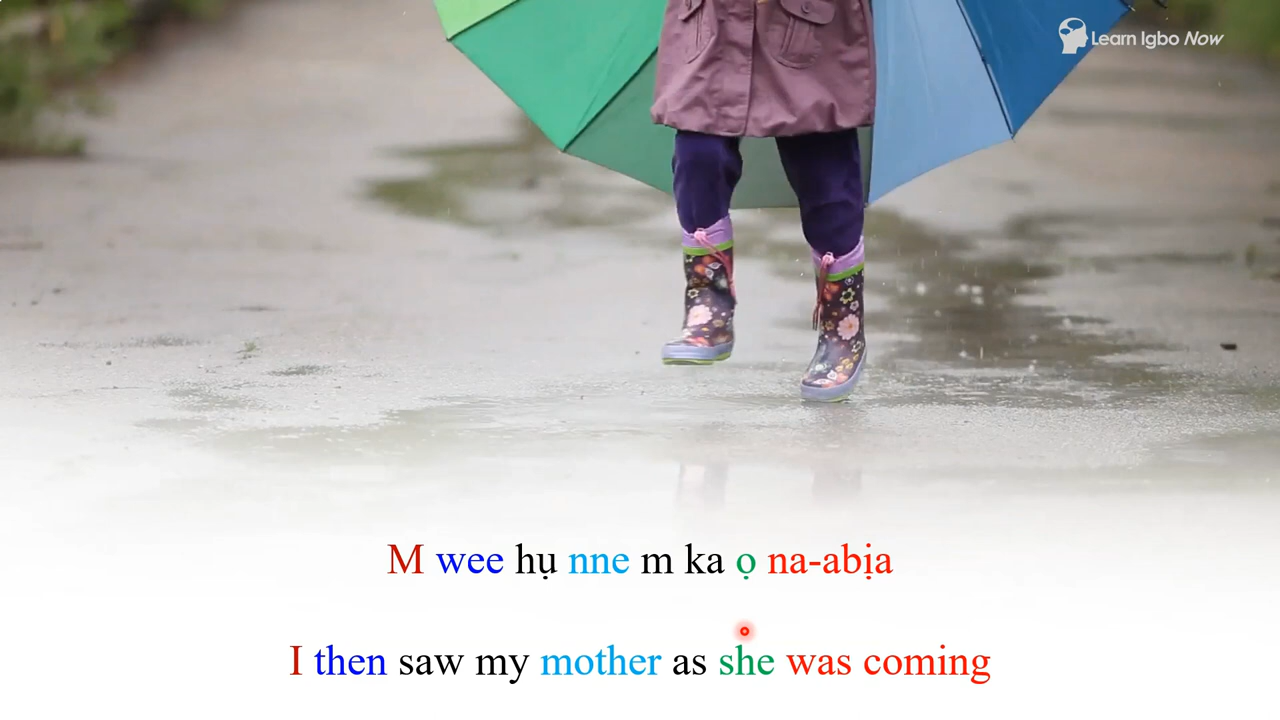 Learn Igbo Now
M wee hụ nne m ka ọ na-abịa
I then saw my mother as she was coming